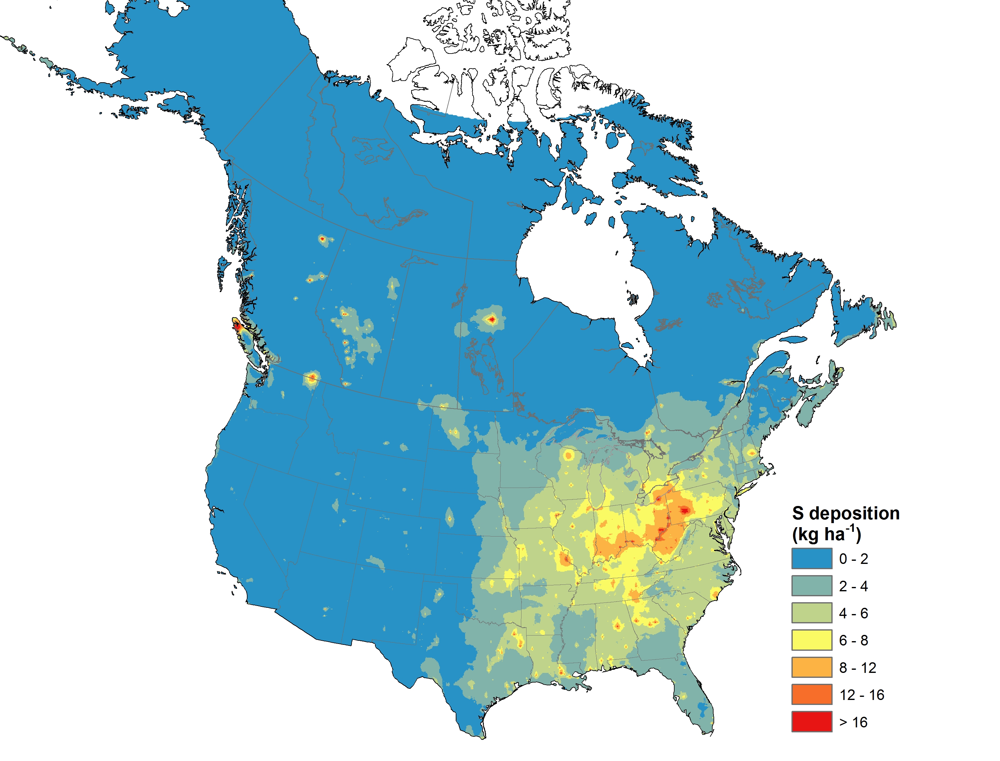 S deposition
(kg ha⁻¹)
0 - 2
2 - 4
4 - 6
6 - 8
8 - 12
12 - 16
> 16